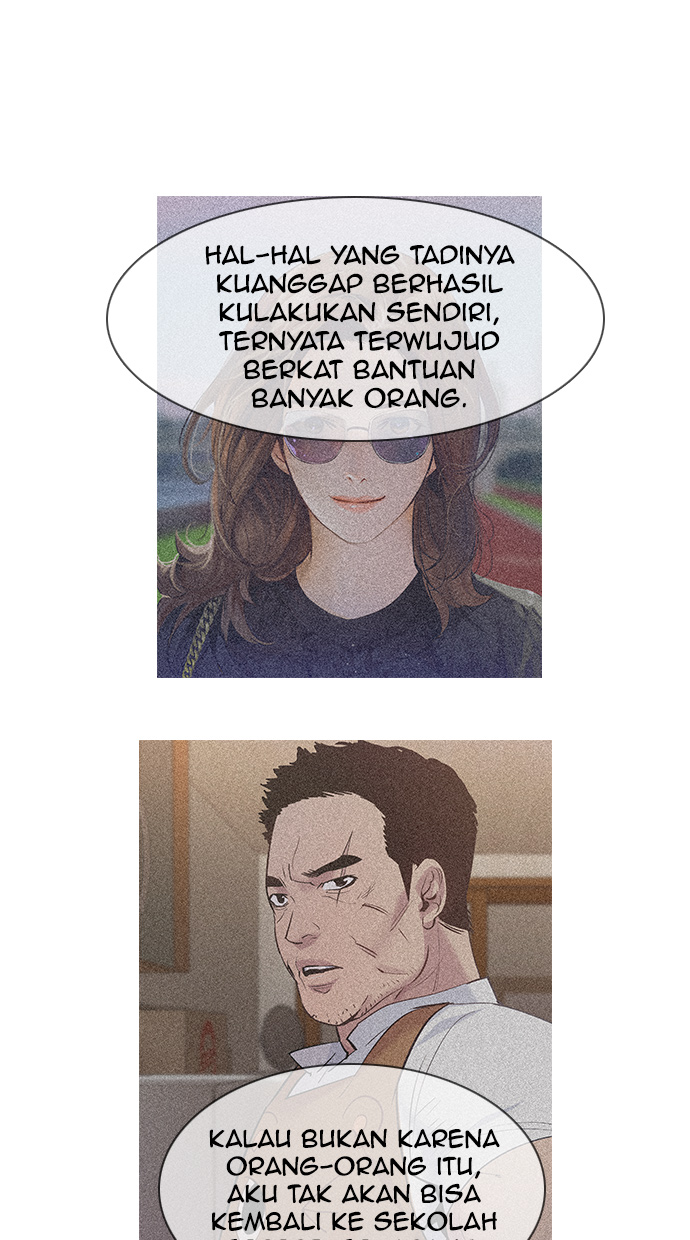 HAL-HAL YANG TADINYA
KUANGGAP BERHASIL
KULAKUKAN SENDIRI,
TERNYATA TERWUJUD
BERKAT BANTUAN
BANYAK ORANG.
KALAU BUKAN KARENA
ORANG-ORANG ITU,
AKU TAK AKAN BISA
KEMBALI KE SEKOLAH